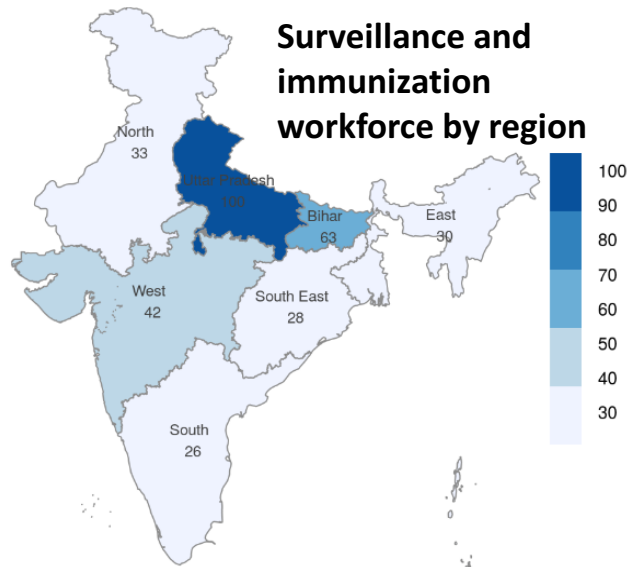 Surveillance and
immunization
workforce by region
North
33
Uttar Pradesh
100
Bihar
63
East
30
West
42
South East
28
South
26
100
90
80
70
60
50
40
30